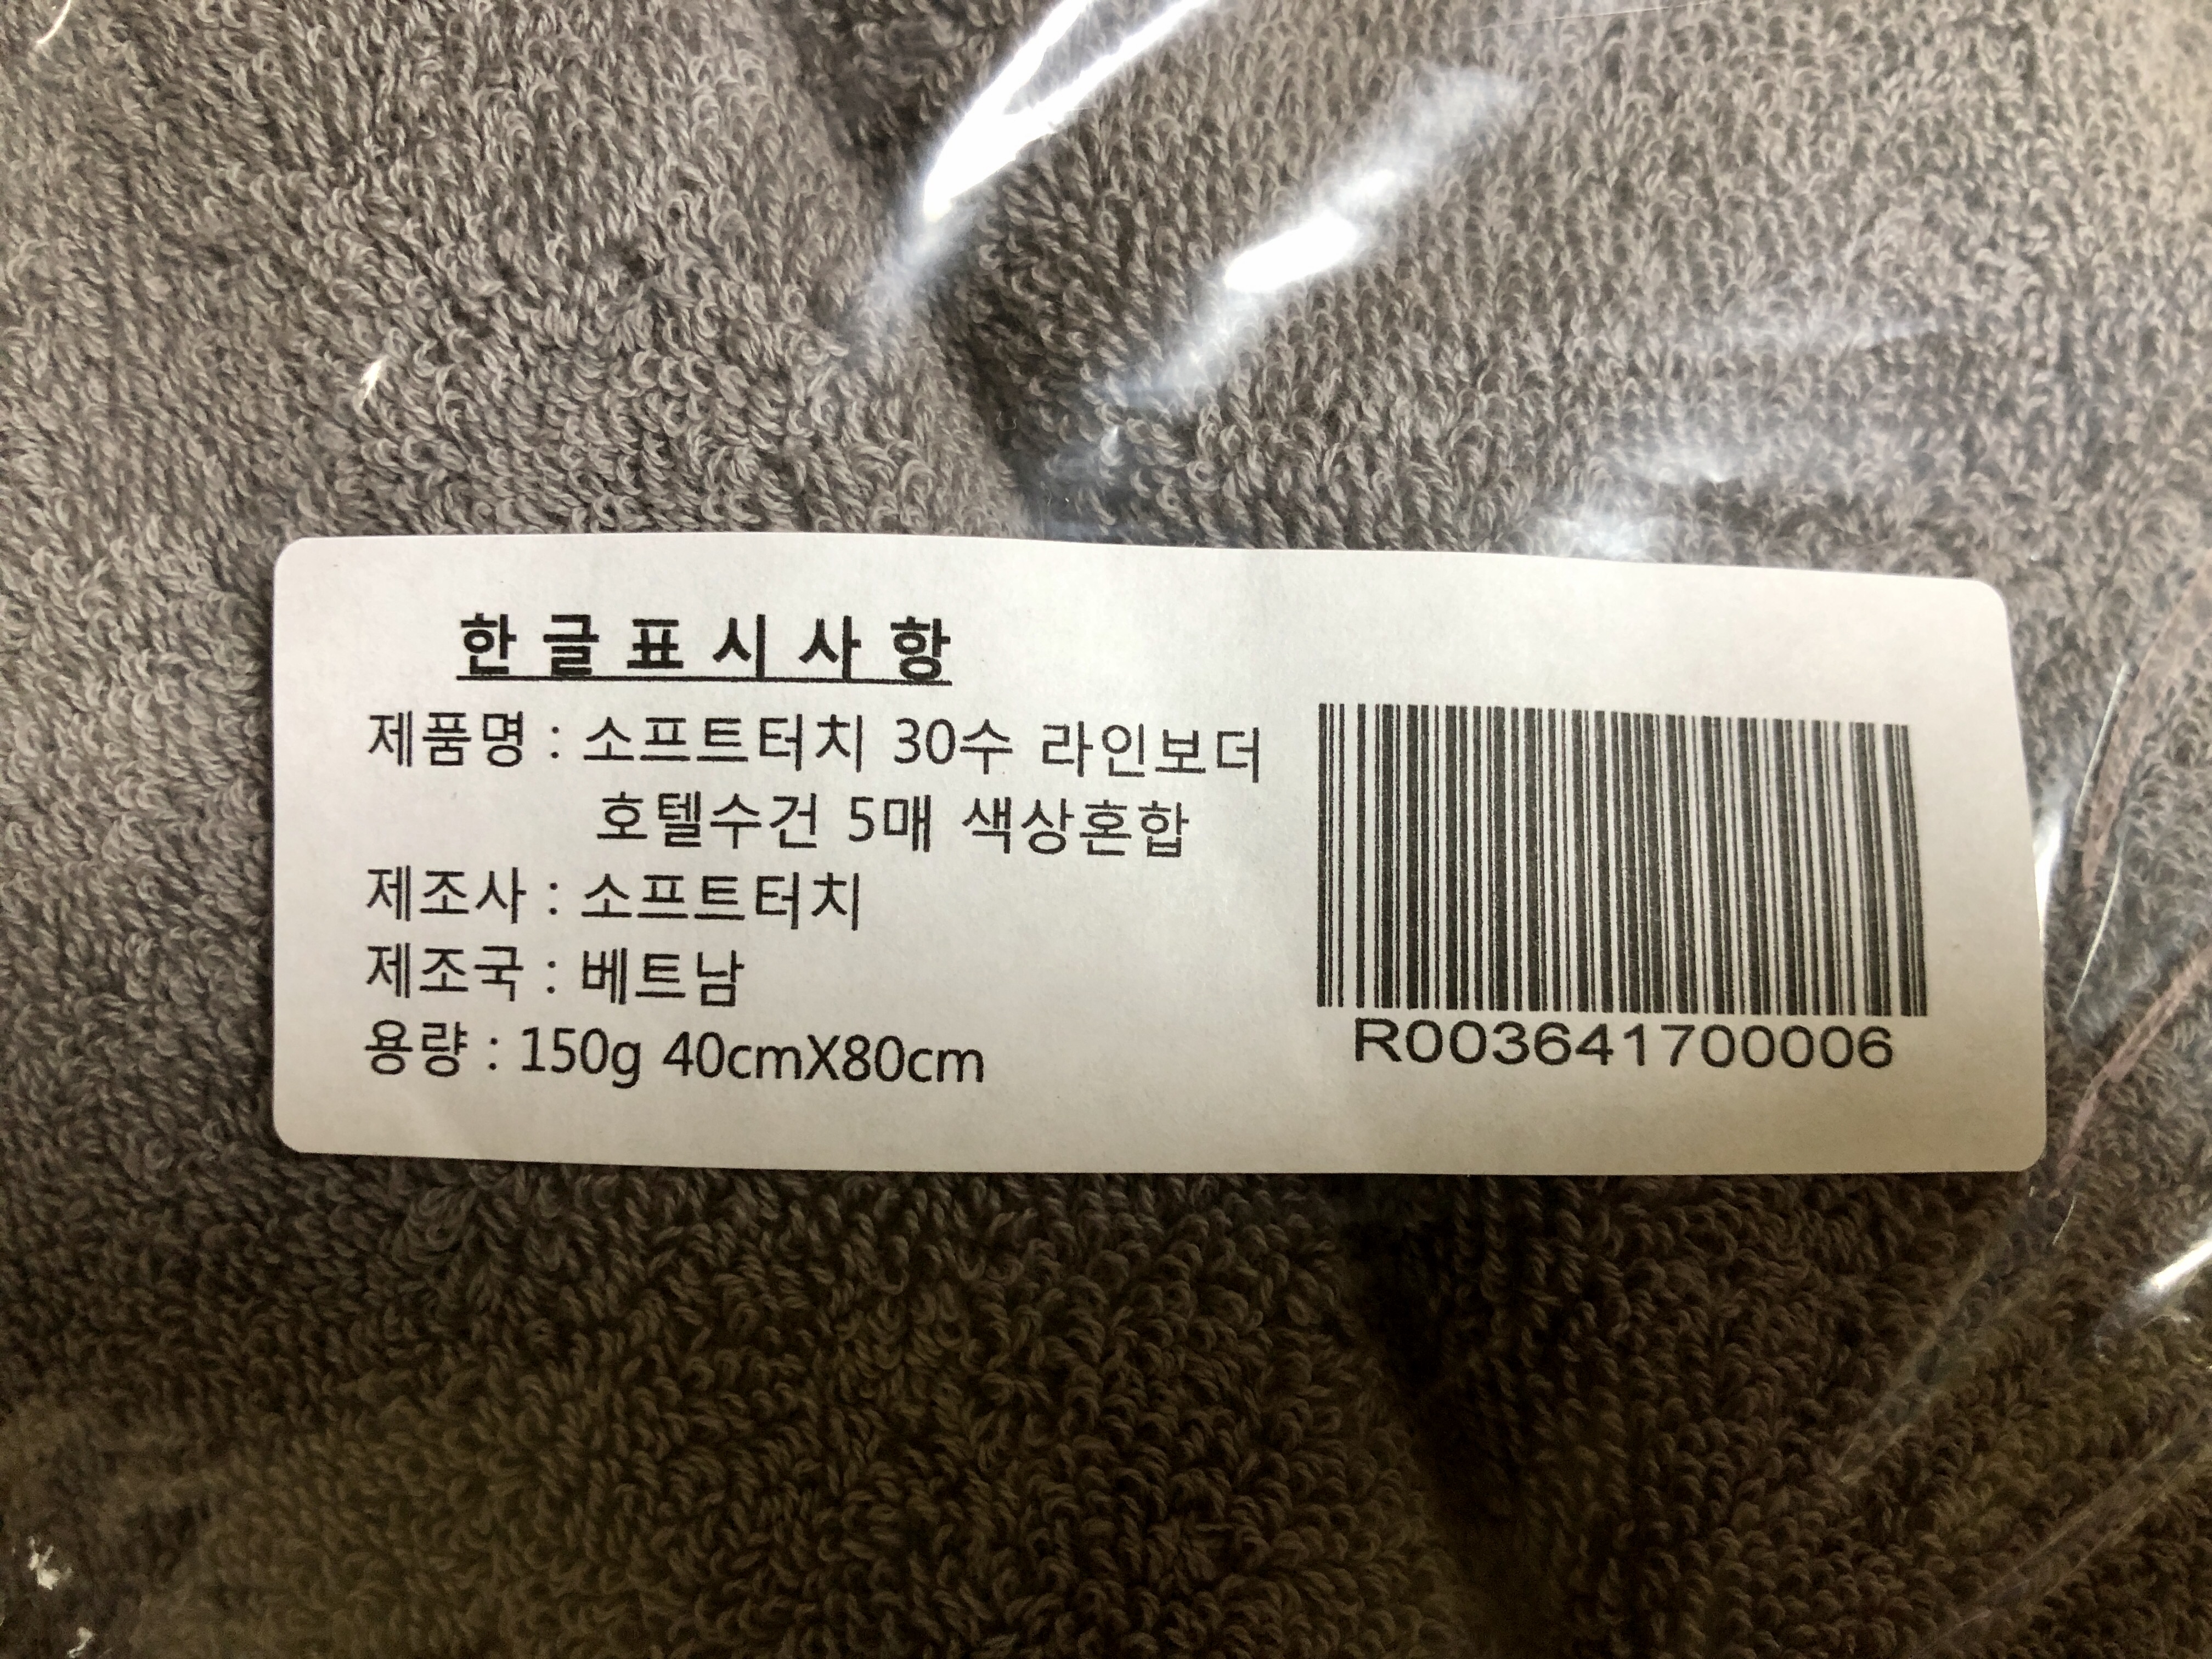 한글표시사항
제품명 : 소프트터치 30수 라인보더
호텔수건 5매 색상혼합
제조사 : 소프트터치
제조국 : 베트남
용량 : 150g 40cmX80cm
R003641700006